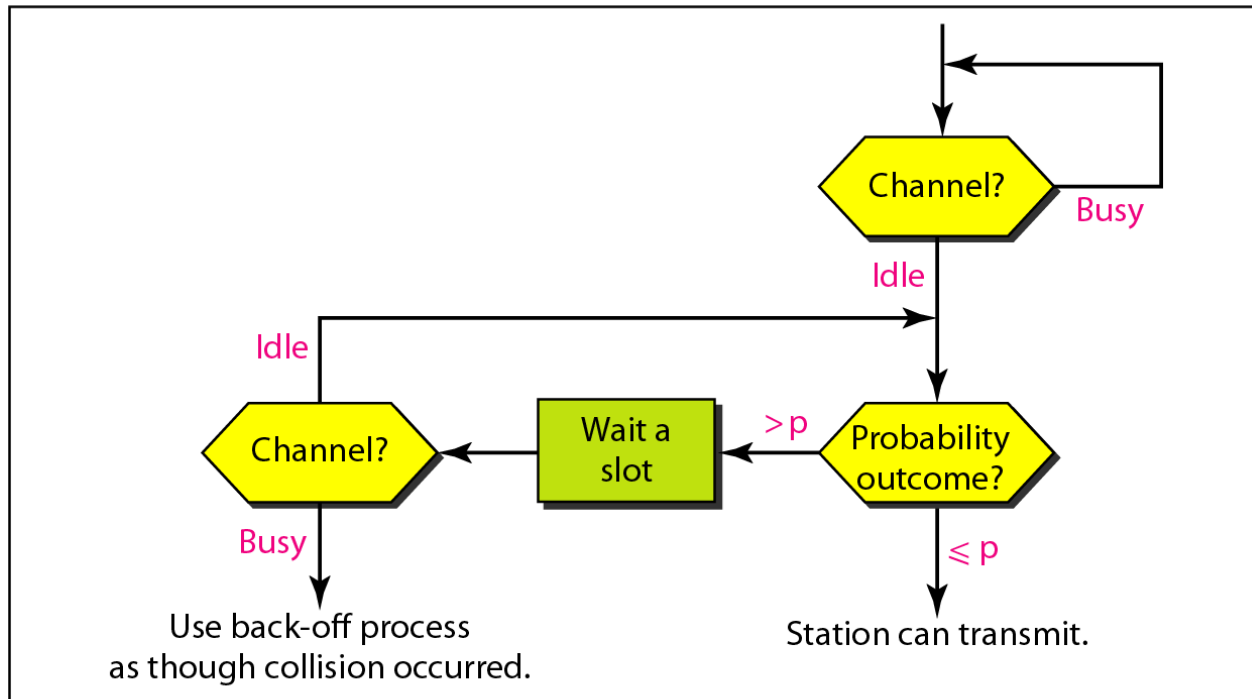 Channel?
Busy
Idle
Idle
Channel?
Wait a
slot
> p
Probability
outcome?
Busy
⩽ p
Use back-off process
as though collision occurred.
Station can transmit.